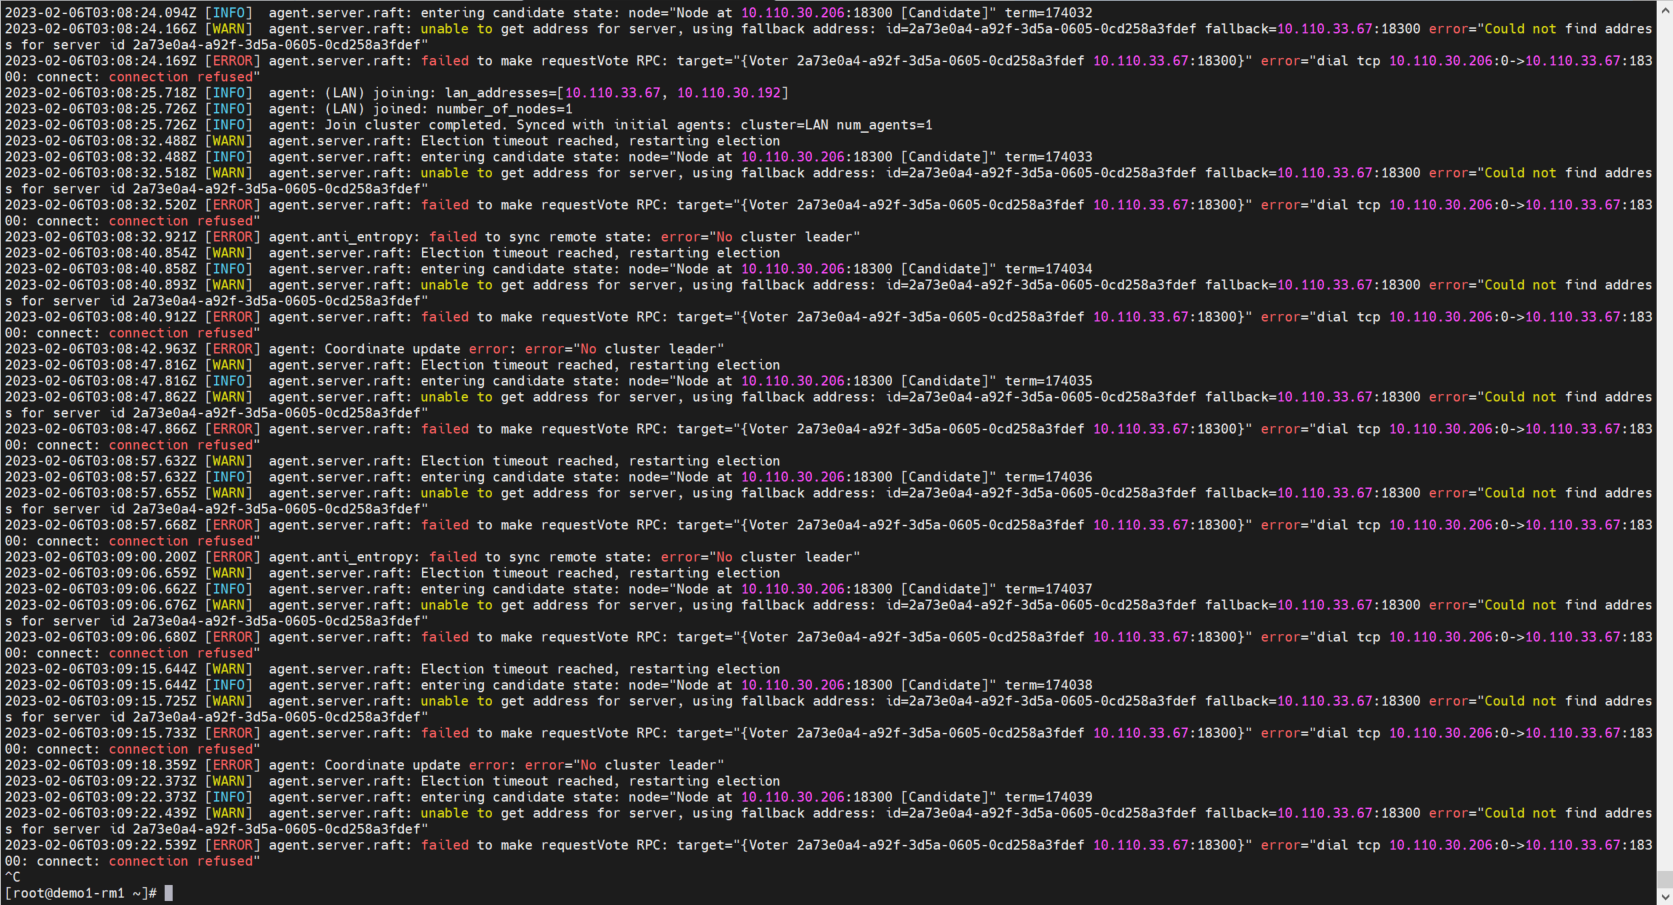 2023-02-06T03:08:24.094Z [INFO]  agent.server.raft: entering candidate state: node="Node at 10.110.30.206:18300 [Candidate]" term=174032
2023-02-06T03:08:24.166Z [WARN]  agent.server.raft: unable to get address for server, using fallback address: id=2a73e0a4-a92f-3d5a-0605-0cd258a3fdef fallback=10.110.33.67:18300 error="Could not find addres
s for server id 2a73e0a4-a92f-3d5a-0605-0cd258a3fdef"
2023-02-06T03:08:24.169Z [ERROR] agent.server.raft: failed to make requestVote RPC: target="{Voter 2a73e0a4-a92f-3d5a-0605-0cd258a3fdef 10.110.33.67:18300}" error="dial tcp 10.110.30.206:0->10.110.33.67:183
00: connect: connection refused"
2023-02-06T03:08:25.718Z [INFO]  agent: (LAN) joining: lan_addresses=[10.110.33.67, 10.110.30.192]
2023-02-06T03:08:25.726Z [INFO]  agent: (LAN) joined: number_of_nodes=1
2023-02-06T03:08:25.726Z [INFO]  agent: Join cluster completed. Synced with initial agents: cluster=LAN num_agents=1
2023-02-06T03:08:32.488Z [WARN]  agent.server.raft: Election timeout reached, restarting election
2023-02-06T03:08:32.488Z [INFO]  agent.server.raft: entering candidate state: node="Node at 10.110.30.206:18300 [Candidate]" term=174033
2023-02-06T03:08:32.518Z [WARN]  agent.server.raft: unable to get address for server, using fallback address: id=2a73e0a4-a92f-3d5a-0605-0cd258a3fdef fallback=10.110.33.67:18300 error="Could not find addres
s for server id 2a73e0a4-a92f-3d5a-0605-0cd258a3fdef"
2023-02-06T03:08:32.520Z [ERROR] agent.server.raft: failed to make requestVote RPC: target="{Voter 2a73e0a4-a92f-3d5a-0605-0cd258a3fdef 10.110.33.67:18300}" error="dial tcp 10.110.30.206:0->10.110.33.67:183
00: connect: connection refused"
2023-02-06T03:08:32.921Z [ERROR] agent.anti_entropy: failed to sync remote state: error="No cluster leader"
2023-02-06T03:08:40.854Z [WARN]  agent.server.raft: Election timeout reached, restarting election
2023-02-06T03:08:40.858Z [INFO]  agent.server.raft: entering candidate state: node="Node at 10.110.30.206:18300 [Candidate]" term=174034
2023-02-06T03:08:40.893Z [WARN]  agent.server.raft: unable to get address for server, using fallback address: id=2a73e0a4-a92f-3d5a-0605-0cd258a3fdef fallback=10.110.33.67:18300 error="Could not find addres
s for server id 2a73e0a4-a92f-3d5a-0605-0cd258a3fdef"
2023-02-06T03:08:40.912Z [ERROR] agent.server.raft: failed to make requestVote RPC: target="{Voter 2a73e0a4-a92f-3d5a-0605-0cd258a3fdef 10.110.33.67:18300}" error="dial tcp 10.110.30.206:0->10.110.33.67:183
00: connect: connection refused"
2023-02-06T03:08:42.963Z [ERROR] agent: Coordinate update error: error="No cluster leader"
2023-02-06T03:08:47.816Z [WARN]  agent.server.raft: Election timeout reached, restarting election
2023-02-06T03:08:47.816Z [INFO]  agent.server.raft: entering candidate state: node="Node at 10.110.30.206:18300 [Candidate]" term=174035
2023-02-06T03:08:47.862Z [WARN]  agent.server.raft: unable to get address for server, using fallback address: id=2a73e0a4-a92f-3d5a-0605-0cd258a3fdef fallback=10.110.33.67:18300 error="Could not find addres
s for server id 2a73e0a4-a92f-3d5a-0605-0cd258a3fdef"
2023-02-06T03:08:47.866Z [ERROR] agent.server.raft: failed to make requestVote RPC: target="{Voter 2a73e0a4-a92f-3d5a-0605-0cd258a3fdef 10.110.33.67:18300}" error="dial tcp 10.110.30.206:0->10.110.33.67:183
00: connect: connection refused"
2023-02-06T03:08:57.632Z [WARN]  agent.server.raft: Election timeout reached, restarting election
2023-02-06T03:08:57.632Z [INFO]  agent.server.raft: entering candidate state: node="Node at 10.110.30.206:18300 [Candidate]" term=174036
2023-02-06T03:08:57.655Z [WARN]  agent.server.raft: unable to get address for server, using fallback address: id=2a73e0a4-a92f-3d5a-0605-0cd258a3fdef fallback=10.110.33.67:18300 error="Could not find addres
s for server id 2a73e0a4-a92f-3d5a-0605-0cd258a3fdef"
2023-02-06T03:08:57.668Z [ERROR] agent.server.raft: failed to make requestVote RPC: target="{Voter 2a73e0a4-a92f-3d5a-0605-0cd258a3fdef 10.110.33.67:18300}" error="dial tcp 10.110.30.206:0->10.110.33.67:183
00: connect: connection refused"
2023-02-06T03:09:00.200Z [ERROR] agent.anti_entropy: failed to sync remote state: error="No cluster leader"
2023-02-06T03:09:06.659Z [WARN]  agent.server.raft: Election timeout reached, restarting election
2023-02-06T03:09:06.662Z [INFO]  agent.server.raft: entering candidate state: node="Node at 10.110.30.206:18300 [Candidate]" term=174037
2023-02-06T03:09:06.676Z [WARN]  agent.server.raft: unable to get address for server, using fallback address: id=2a73e0a4-a92f-3d5a-0605-0cd258a3fdef fallback=10.110.33.67:18300 error="Could not find addres
s for server id 2a73e0a4-a92f-3d5a-0605-0cd258a3fdef"
2023-02-06T03:09:06.680Z [ERROR] agent.server.raft: failed to make requestVote RPC: target="{Voter 2a73e0a4-a92f-3d5a-0605-0cd258a3fdef 10.110.33.67:18300}" error="dial tcp 10.110.30.206:0->10.110.33.67:183
00: connect: connection refused"
2023-02-06T03:09:15.644Z [WARN]  agent.server.raft: Election timeout reached, restarting election
2023-02-06T03:09:15.644Z [INFO]  agent.server.raft: entering candidate state: node="Node at 10.110.30.206:18300 [Candidate]" term=174038
2023-02-06T03:09:15.725Z [WARN]  agent.server.raft: unable to get address for server, using fallback address: id=2a73e0a4-a92f-3d5a-0605-0cd258a3fdef fallback=10.110.33.67:18300 error="Could not find addres
s for server id 2a73e0a4-a92f-3d5a-0605-0cd258a3fdef"
2023-02-06T03:09:15.733Z [ERROR] agent.server.raft: failed to make requestVote RPC: target="{Voter 2a73e0a4-a92f-3d5a-0605-0cd258a3fdef 10.110.33.67:18300}" error="dial tcp 10.110.30.206:0->10.110.33.67:183
00: connect: connection refused"
2023-02-06T03:09:18.359Z [ERROR] agent: Coordinate update error: error="No cluster leader"
2023-02-06T03:09:22.373Z [WARN]  agent.server.raft: Election timeout reached, restarting election
2023-02-06T03:09:22.373Z [INFO]  agent.server.raft: entering candidate state: node="Node at 10.110.30.206:18300 [Candidate]" term=174039
2023-02-06T03:09:22.439Z [WARN]  agent.server.raft: unable to get address for server, using fallback address: id=2a73e0a4-a92f-3d5a-0605-0cd258a3fdef fallback=10.110.33.67:18300 error="Could not find addres
s for server id 2a73e0a4-a92f-3d5a-0605-0cd258a3fdef"
2023-02-06T03:09:22.539Z [ERROR] agent.server.raft: failed to make requestVote RPC: target="{Voter 2a73e0a4-a92f-3d5a-0605-0cd258a3fdef 10.110.33.67:18300}" error="dial tcp 10.110.30.206:0->10.110.33.67:183
00: connect: connection refused"
^C
[root@demo1-rm1 ~]#